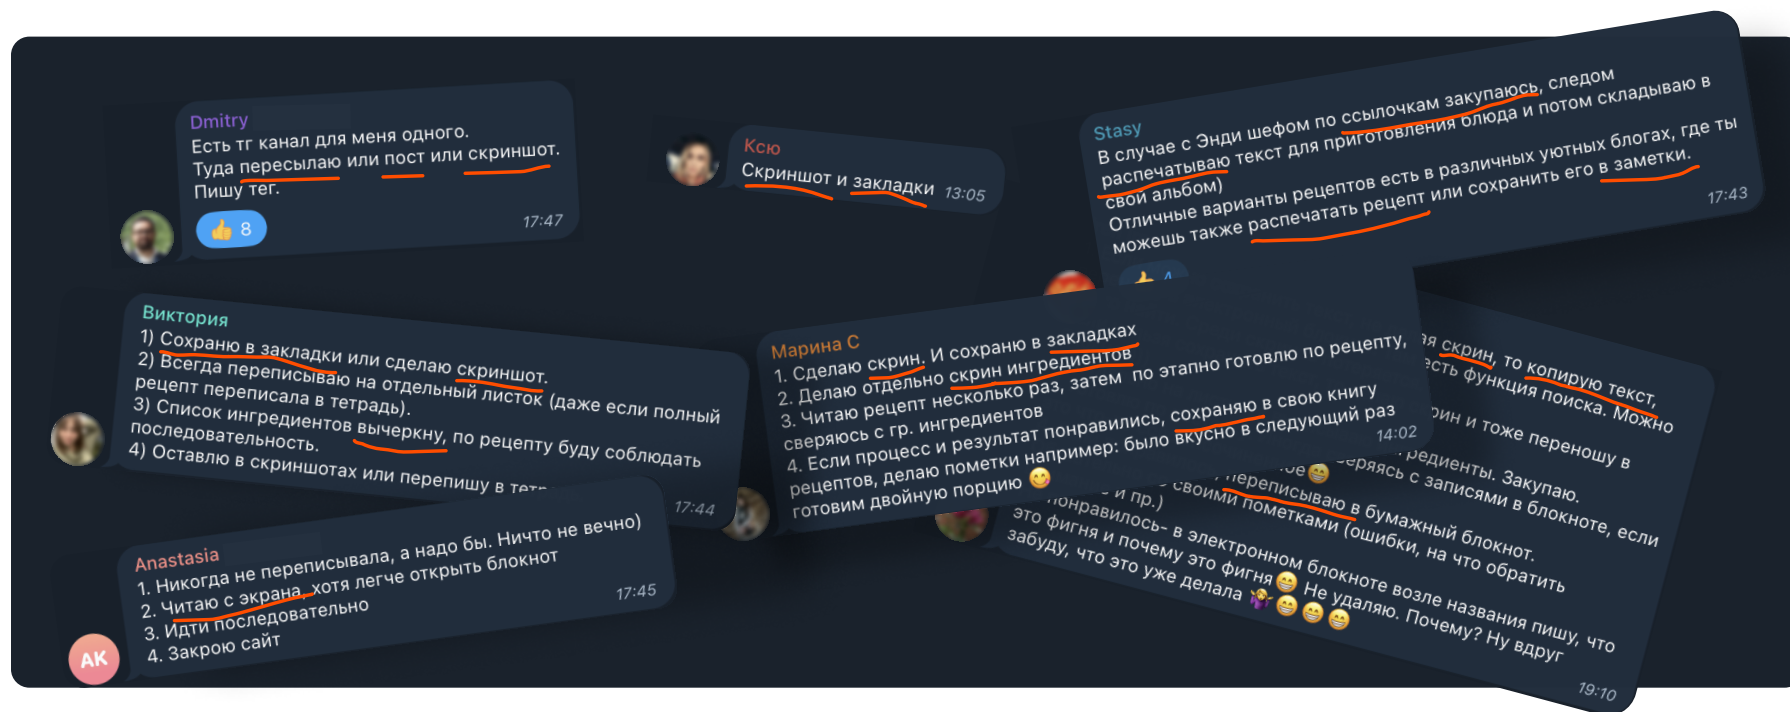 Dmitry
Есть тг канал для меня одного.
Туда пересылаю или пост или скриншот.
Пишу тег.
👍 8
17:47
Ксю
Скриншот и закладки 13:05
Stasy
В случае с Энди шефом по ссылочкам закупаюсь, следом
распечатываю текст для приготовления блюда и потом складываю в
свой альбом)
Отличные варианты рецептов есть в различных уютных блогах, где ты
можешь также распечатать рецепт или сохранить его в заметки.
17:43
👍 4
Виктория
1) Сохраню в закладки или сделаю скриншот.
2) Всегда переписываю на отдельный листок (даже если полный
рецепт переписала в тетрадь).
3) Список ингредиентов вычеркну, по рецепту буду соблюдать
последовательность.
4) Оставлю в скриншотах или перепишу в
17:44
Марина С
1. Сделаю скрин. И сохраню в закладках
2. Делаю отдельно скрин ингредиентов
3. Читаю рецепт несколько раз, затем по этапно готовлю по рецепту,
сверяюсь с гр. ингредиентов
4. Если процесс и результат понравились, сохраняю в свою книгу
рецептов, делаю пометки например: было вкусно в следующий раз
готовим двойную порцию 😋
14:02
скрин, то копирую текст,
есть функция поиска. Можно
и тоже переношу в
Закупаю.
😁 с записями в блокноте, если
переписываю в бумажный блокнот.
и пр.) своими пометками (ошибки, на что обратить
понравилось- в электронном блокноте возле названия пишу, что
это фигня и почему это фигня😁 Не удаляю. Почему? Ну вдруг
забуду, что это уже делала 🤷‍♀️😁😁😁
19:10
Anastasia
1. Никогда не переписывала, а надо бы. Ничто не вечно)
2. Читаю с экрана, хотя легче открыть блокнот
3. Идти последовательно
4. Закрою сайт
17:45
АК